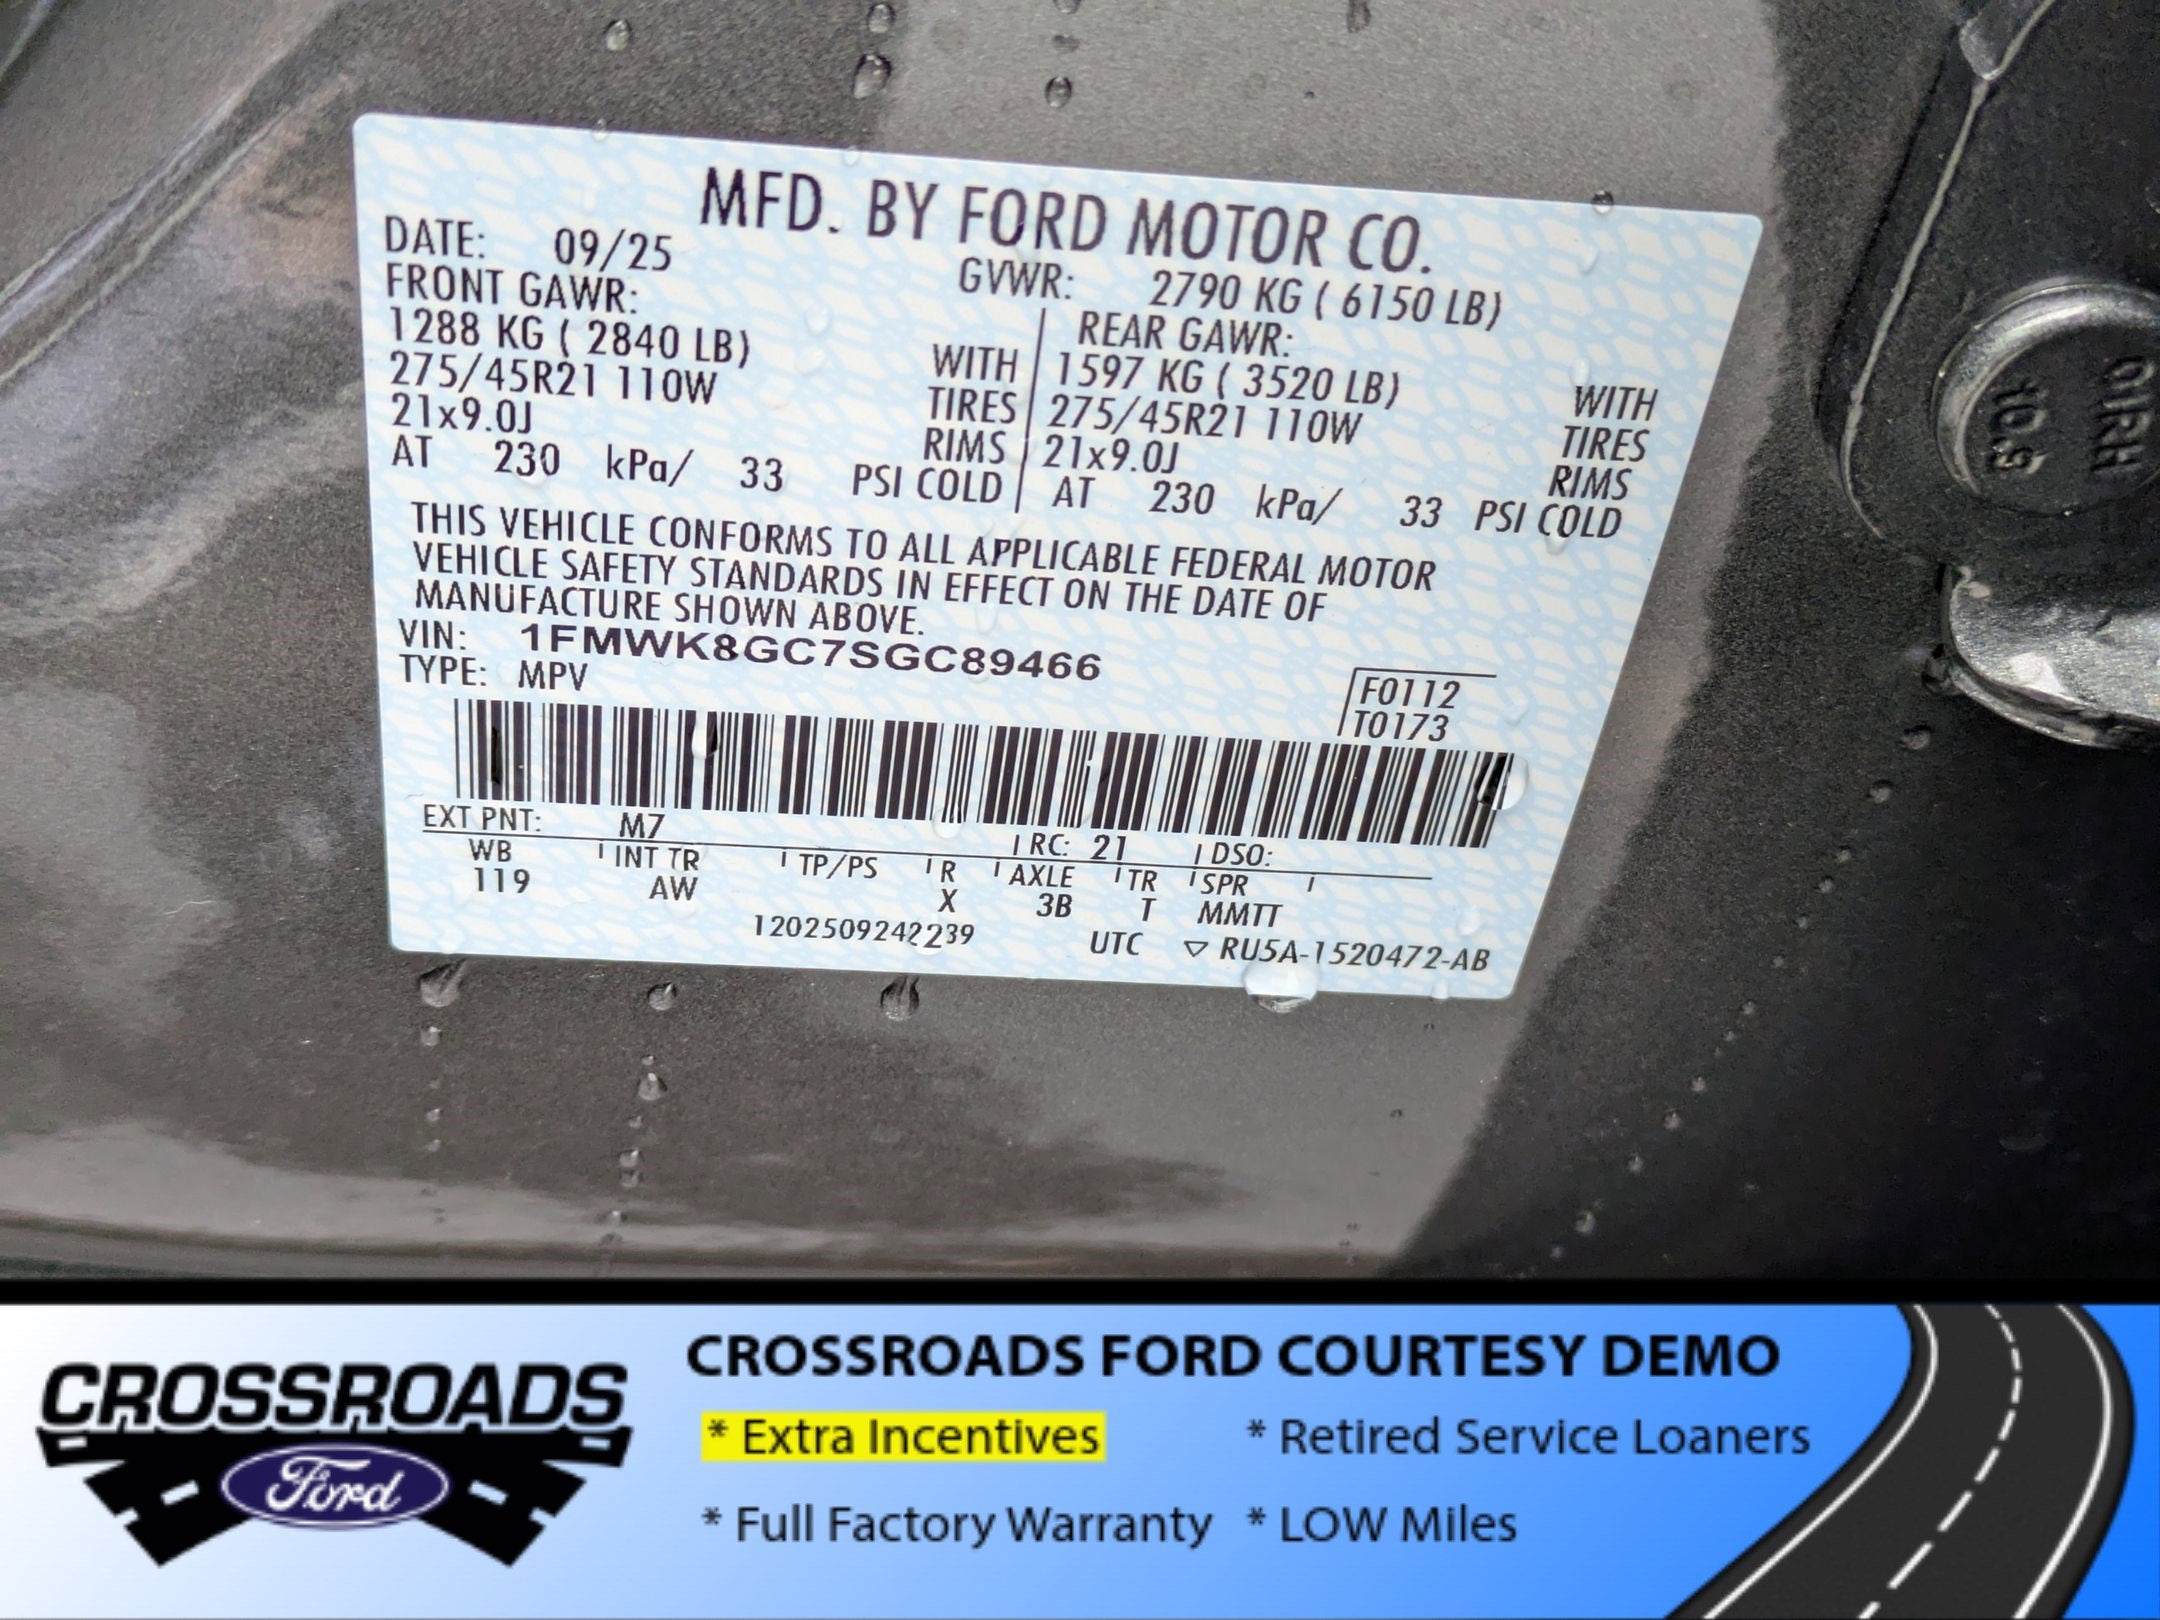 MFD. BY FORD MOTOR CO.
DATE: 09/25
GVWR: 2790 KG ( 6150 LB)
FRONT GAWR:
1288 KG ( 2840 LB) WITH
275/45R21 110W TIRES
21x9.0J RIMS
AT 230 kPa/ 33 PSI COLD
REAR GAWR:
1597 KG ( 3520 LB) WITH
275/45R21 110W TIRES
21x9.0J RIMS
AT 230 kPa/ 33 PSI COLD
THIS VEHICLE CONFORMS TO ALL APPLICABLE FEDERAL MOTOR
VEHICLE SAFETY STANDARDS IN EFFECT ON THE DATE OF
MANUFACTURE SHOWN ABOVE.
VIN: 1FMWK8GC7SGC89466
TYPE: MPV
F0112
T0173
EXT PNT: M7 RC: 21 DSO:
WB INT TR TP/PS R AXLE TR SPR
119 AW X 3B T MMTT
1202509242239 UTC ▽ RU5A-1520472-AB
10.9
QIRH
CROSSROADS
Ford
CROSSROADS FORD COURTESY DEMO
* Extra Incentives * Retired Service Loaners
* Full Factory Warranty * LOW Miles